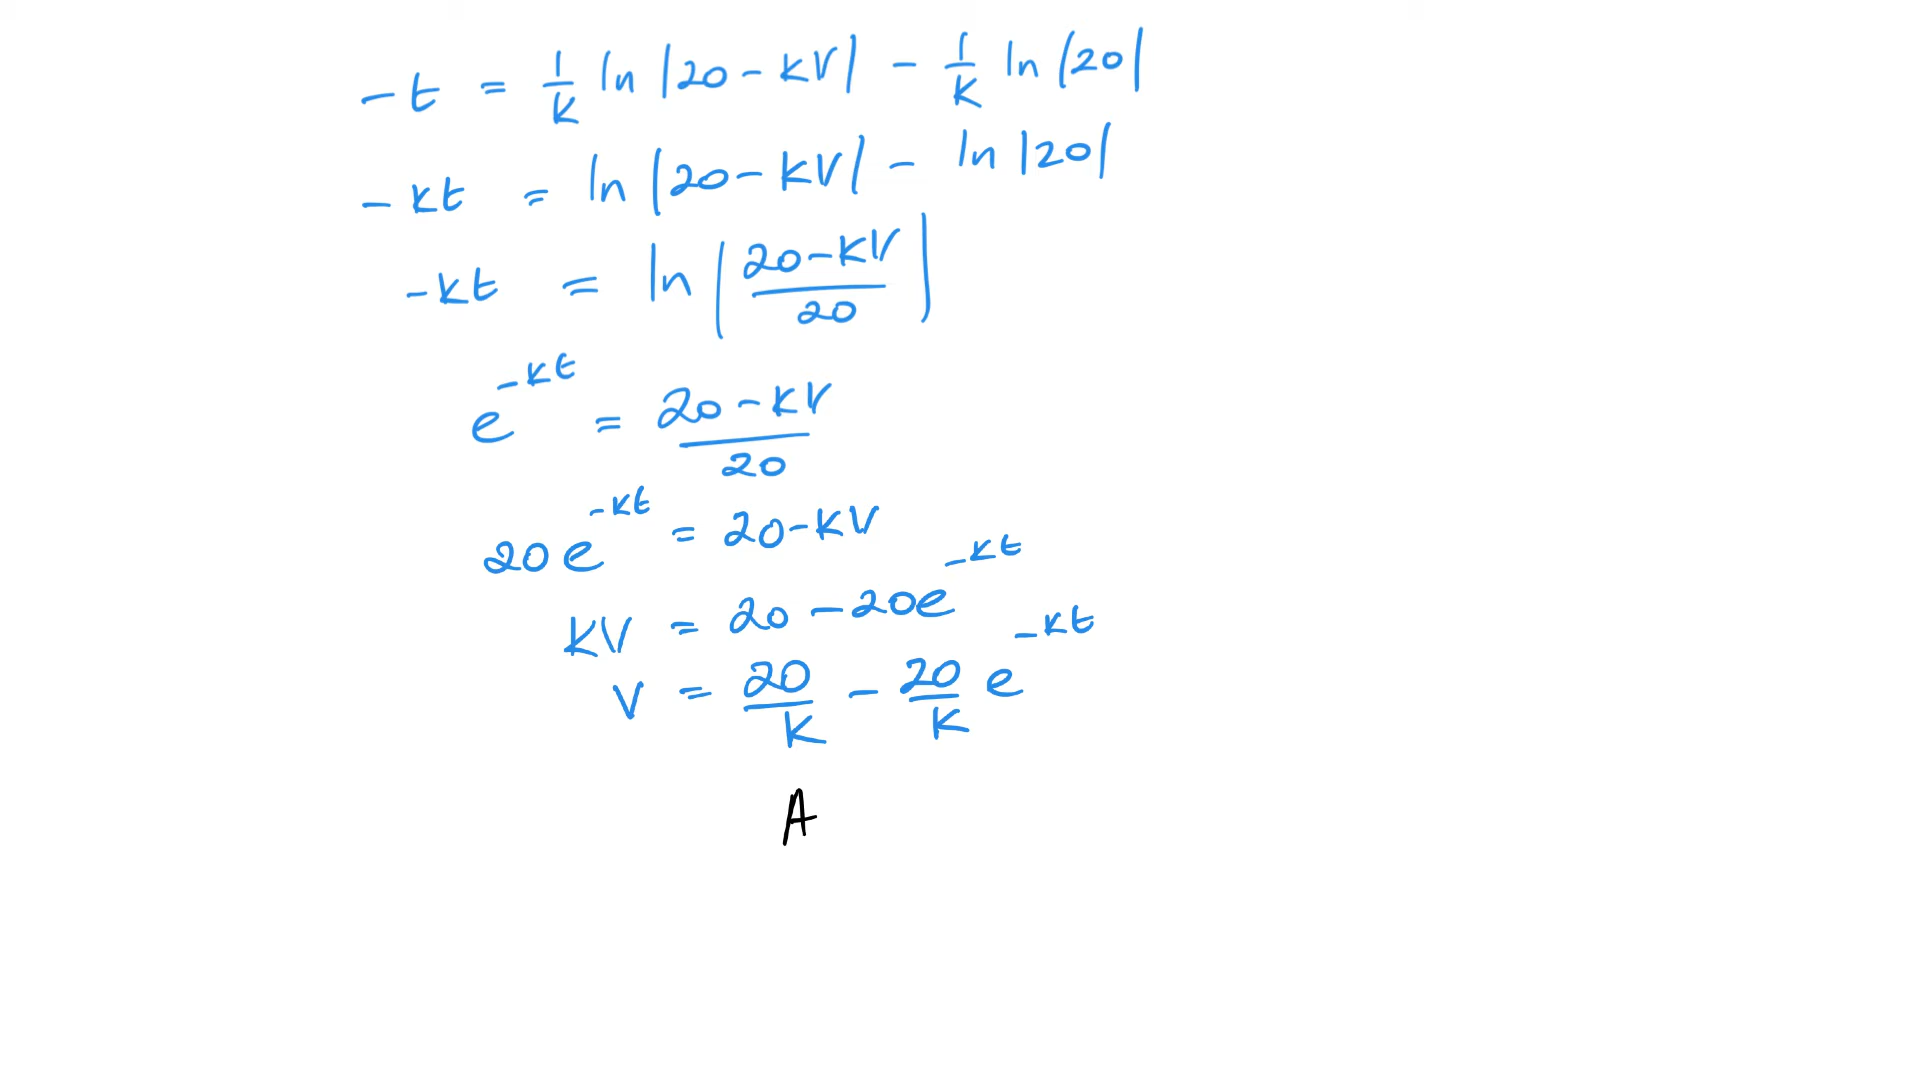 -t = 1/k ln |20 - kV| - 1/k ln |20|
-kt = ln |20 - kV| - ln |20|
-kt = ln |(20 - kV)/20|
e^(-kt) = (20 - kV)/20
20e^(-kt) = 20 - kV
kV = 20 - 20e^(-kt)
V = 20/k - 20/k e^(-kt)
A